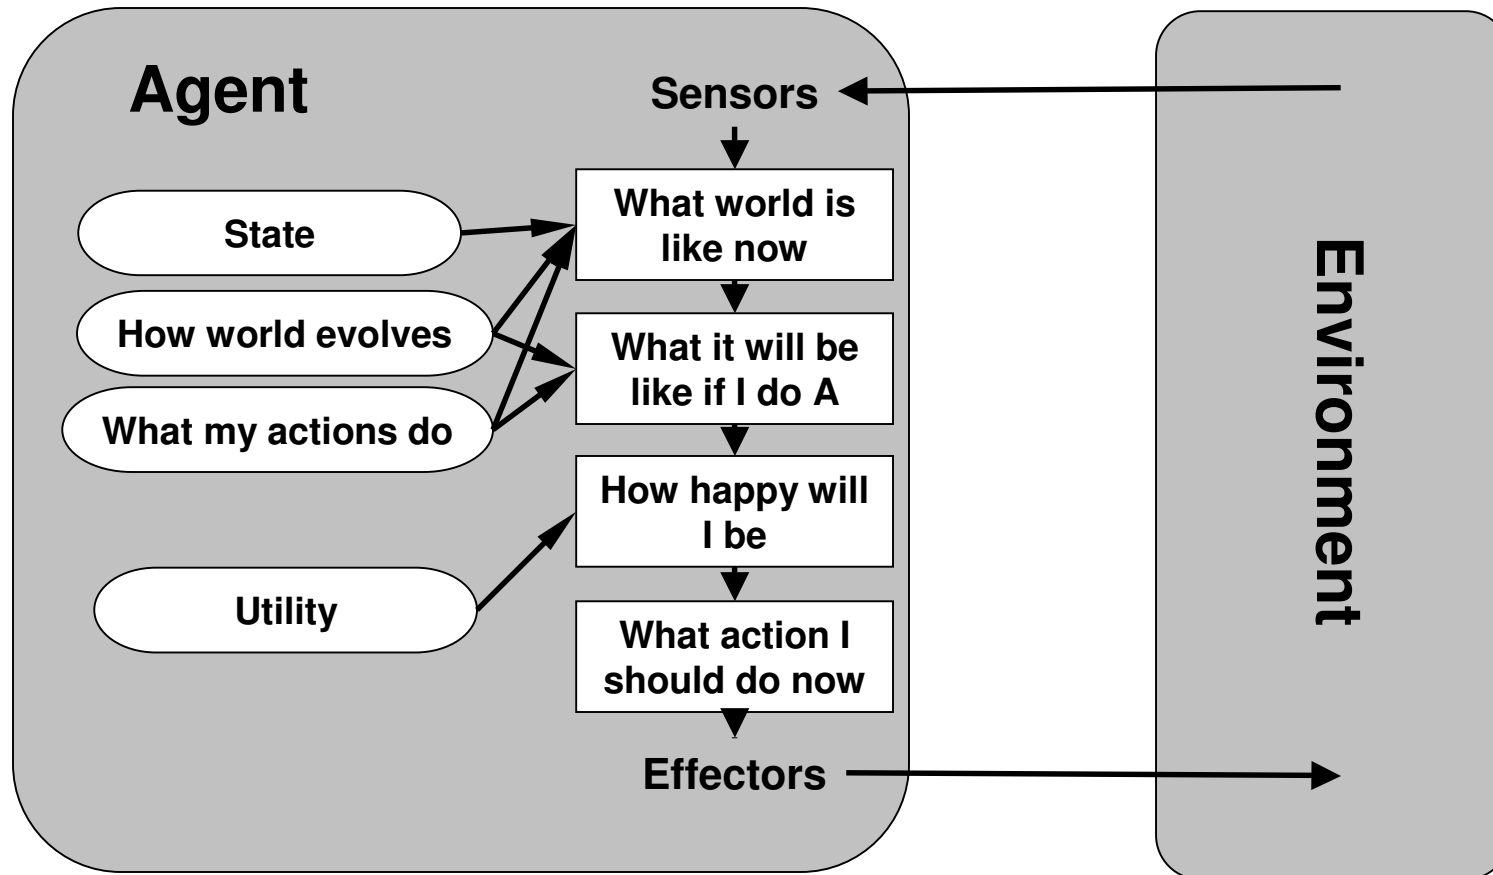 Agent
Sensors
What world is
like now
State
How world evolves
What it will be
like if I do A
What my actions do
How happy will
I be
Utility
What action I
should do now
Effectors
Environment